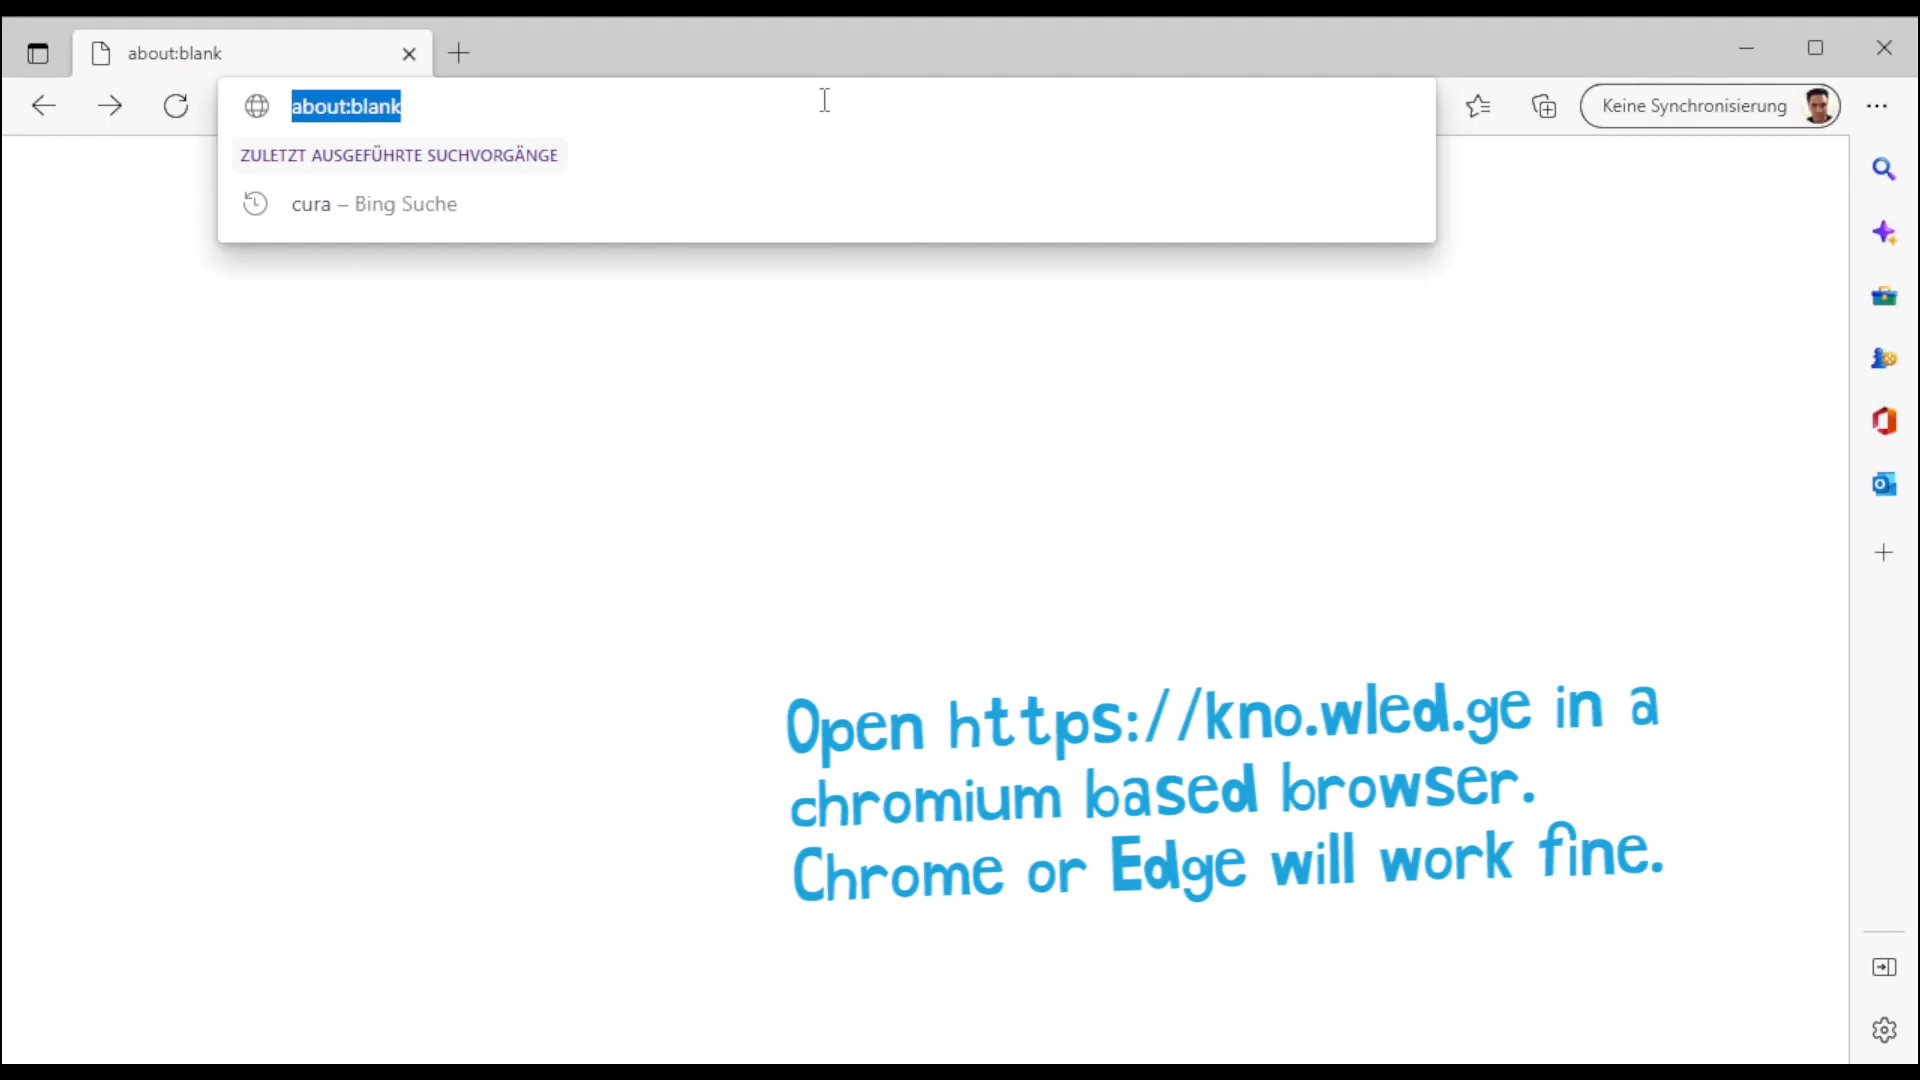 about:blank
about:blank
Keine Synchronisierung
ZULETZT AUSGEFÜHRTE SUCHVORGÄNGE
cura – Bing Suche
Open https://kno.wled.ge in a
chromium based browser.
Chrome or Edge will work fine.